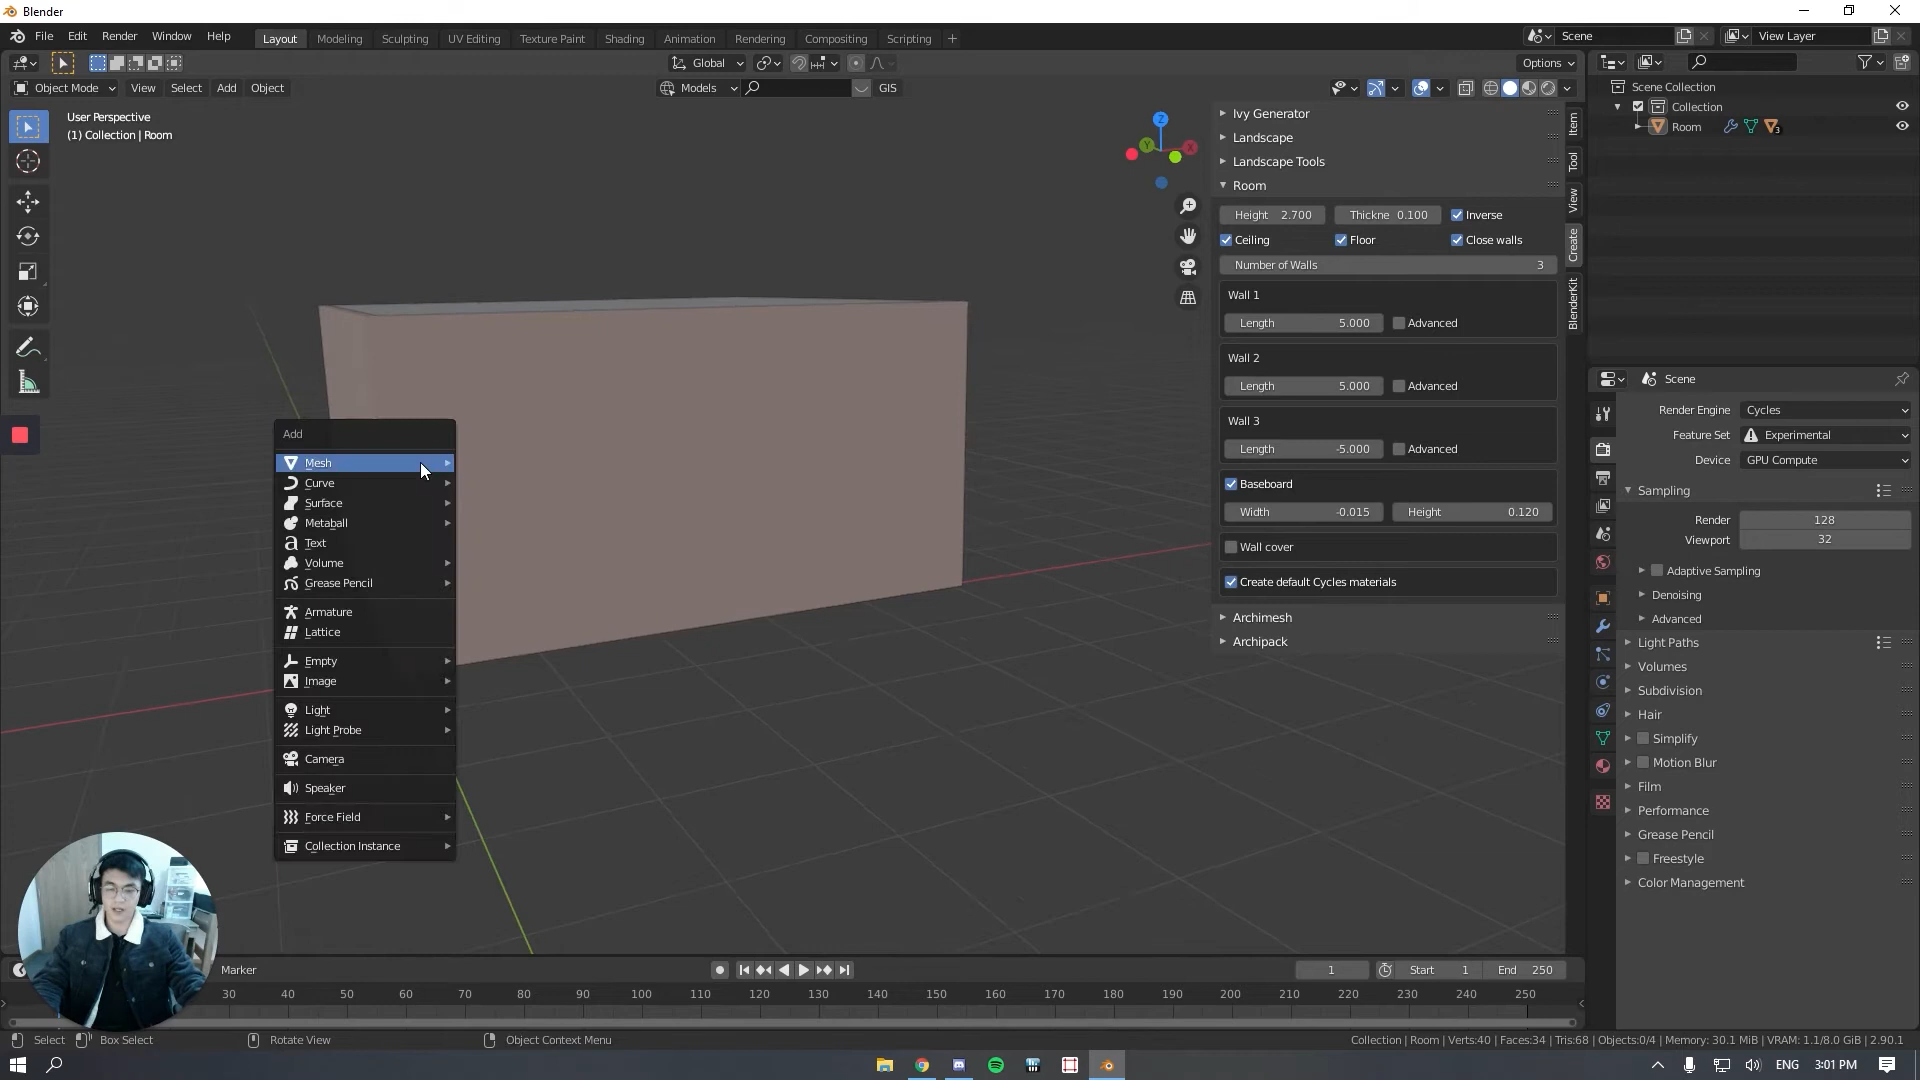 Blender
File Edit Render Window Help
Layout Modeling Sculpting UV Editing Texture Paint Shading Animation Rendering Compositing Scripting
Scene View Layer
Global Options
Object Mode View Select Add Object Models GIS
User Perspective
(1) Collection | Room
Z
Y
X
Ivy Generator
Landscape
Landscape Tools
Room
Height 2.700 Thickne 0.100 Inverse
Ceiling Floor Close walls
Number of Walls 3
Wall 1
Length 5.000 Advanced
Wall 2
Length 5.000 Advanced
Wall 3
Length -5.000 Advanced
Baseboard
Width -0.015 Height 0.120
Wall cover
Create default Cycles materials
Archimesh
Archipack
Item
Tool
View
Create
BlenderKit
Scene Collection
Collection
Room 3
Scene
Render Engine Cycles
Feature Set Experimental
Device GPU Compute
Sampling
Render 128
Viewport 32
Adaptive Sampling
Denoising
Advanced
Light Paths
Volumes
Subdivision
Hair
Simplify
Motion Blur
Film
Performance
Grease Pencil
Freestyle
Color Management
Add
Mesh
Curve
Surface
Metaball
Text
Volume
Grease Pencil
Armature
Lattice
Empty
Image
Light
Light Probe
Camera
Speaker
Force Field
Collection Instance
Marker 1 Start 1 End 250
30 40 50 60 70 80 90 100 110 120 130 140 150 160 170 180 190 200 210 220 230 240 250
Select Box Select Rotate View Object Context Menu
Collection | Room | Verts:40 | Faces:34 | Tris:68 | Objects:0/4 | Memory: 30.1 MiB | VRAM: 1.1/8.0 GiB | 2.90.1
ENG 3:01 PM